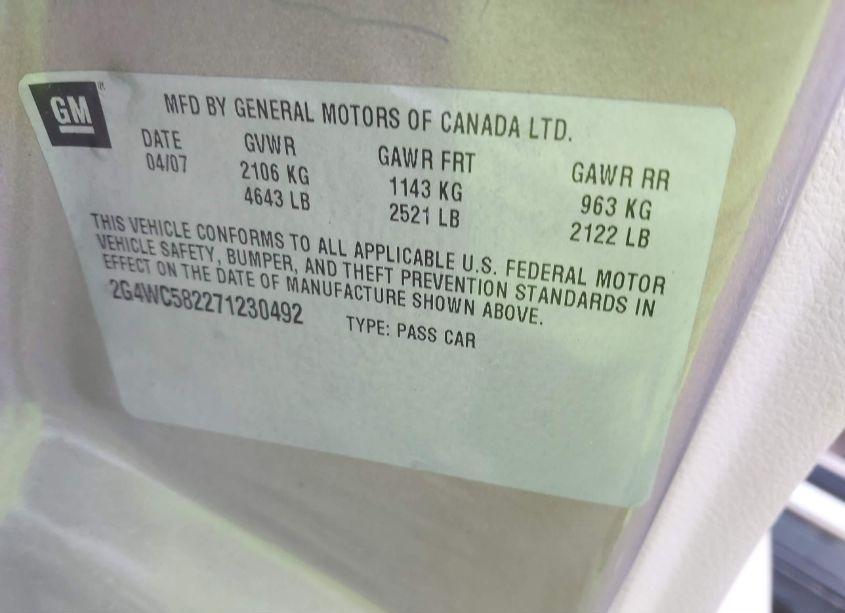 GM
MFD BY GENERAL MOTORS OF CANADA LTD.
DATE GVWR GAWR FRT GAWR RR
04/07 2106 KG 1143 KG 963 KG
4643 LB 2521 LB 2122 LB
THIS VEHICLE CONFORMS TO ALL APPLICABLE U.S. FEDERAL MOTOR
VEHICLE SAFETY, BUMPER, AND THEFT PREVENTION STANDARDS IN
EFFECT ON THE DATE OF MANUFACTURE SHOWN ABOVE.
2G4WC582271230492 TYPE: PASS CAR